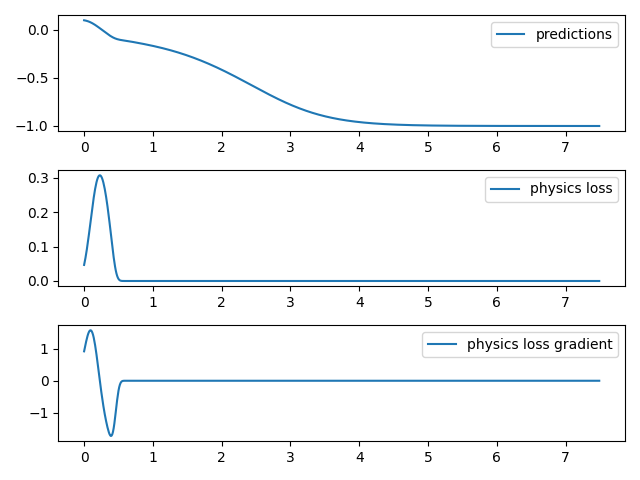 0.0
−0.5
−1.0
predictions
0 1 2 3 4 5 6 7
0.3
0.2
0.1
0.0
physics loss
0 1 2 3 4 5 6 7
1
0
−1
physics loss gradient
0 1 2 3 4 5 6 7